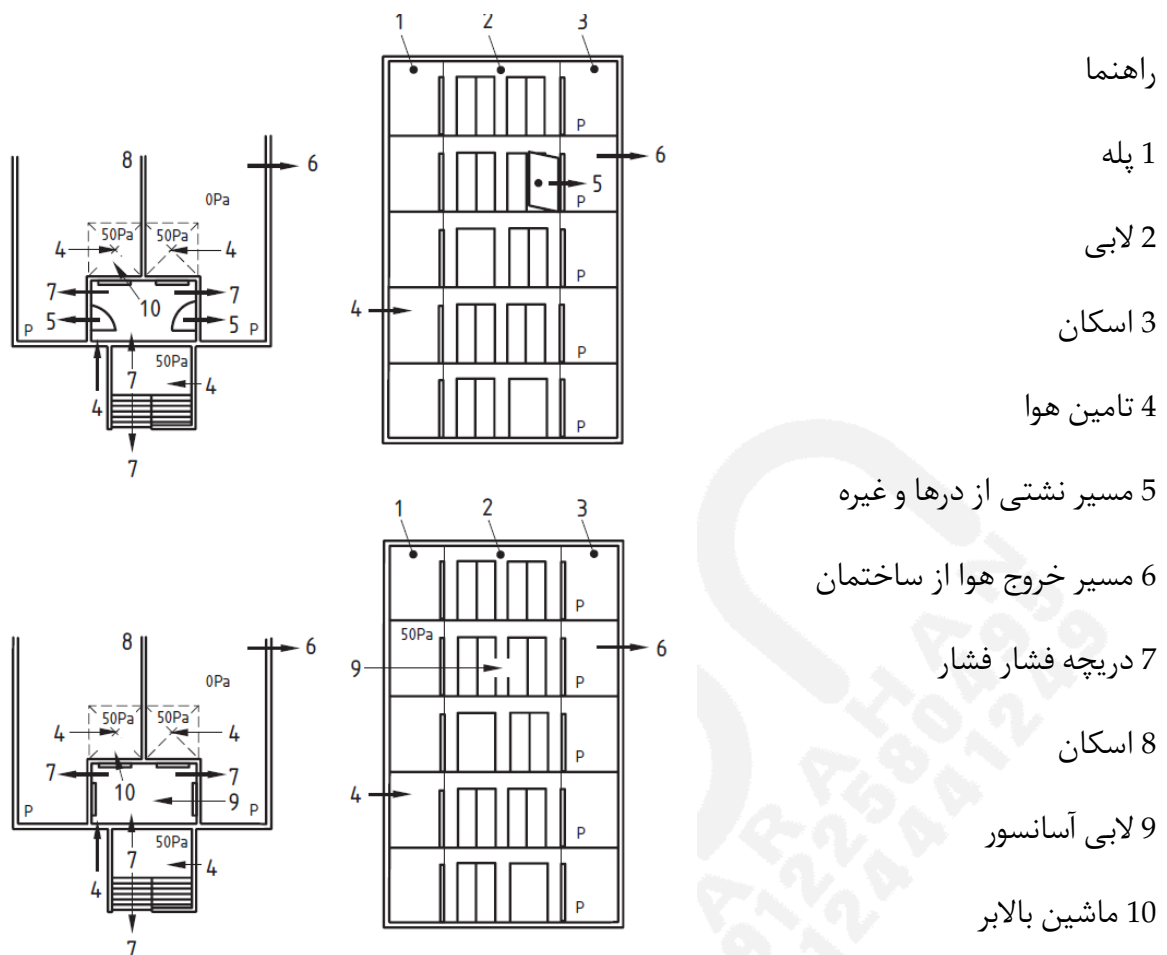 1 2 3
P
8
6
0Pa
P
6
5
50Pa 50Pa
4 4
P
P
7 7
10
5 5
P P
4
P
50Pa
7
4
4
P
7
1 2 3
P
50Pa
8
6
9
6
0Pa
P
50Pa 50Pa
4 4
P
7 7
10
9
4
P P
P
50Pa
7
4
4
P
7
راهنما
1 پله
2 لابی
3 اسکان
4 تامین هوا
5 مسیر نشتی از درها و غیره
6 مسیر خروج هوا از ساختمان
7 دریچه فشار فشار
8 اسکان
9 لابی آسانسور
10 ماشین بالابر